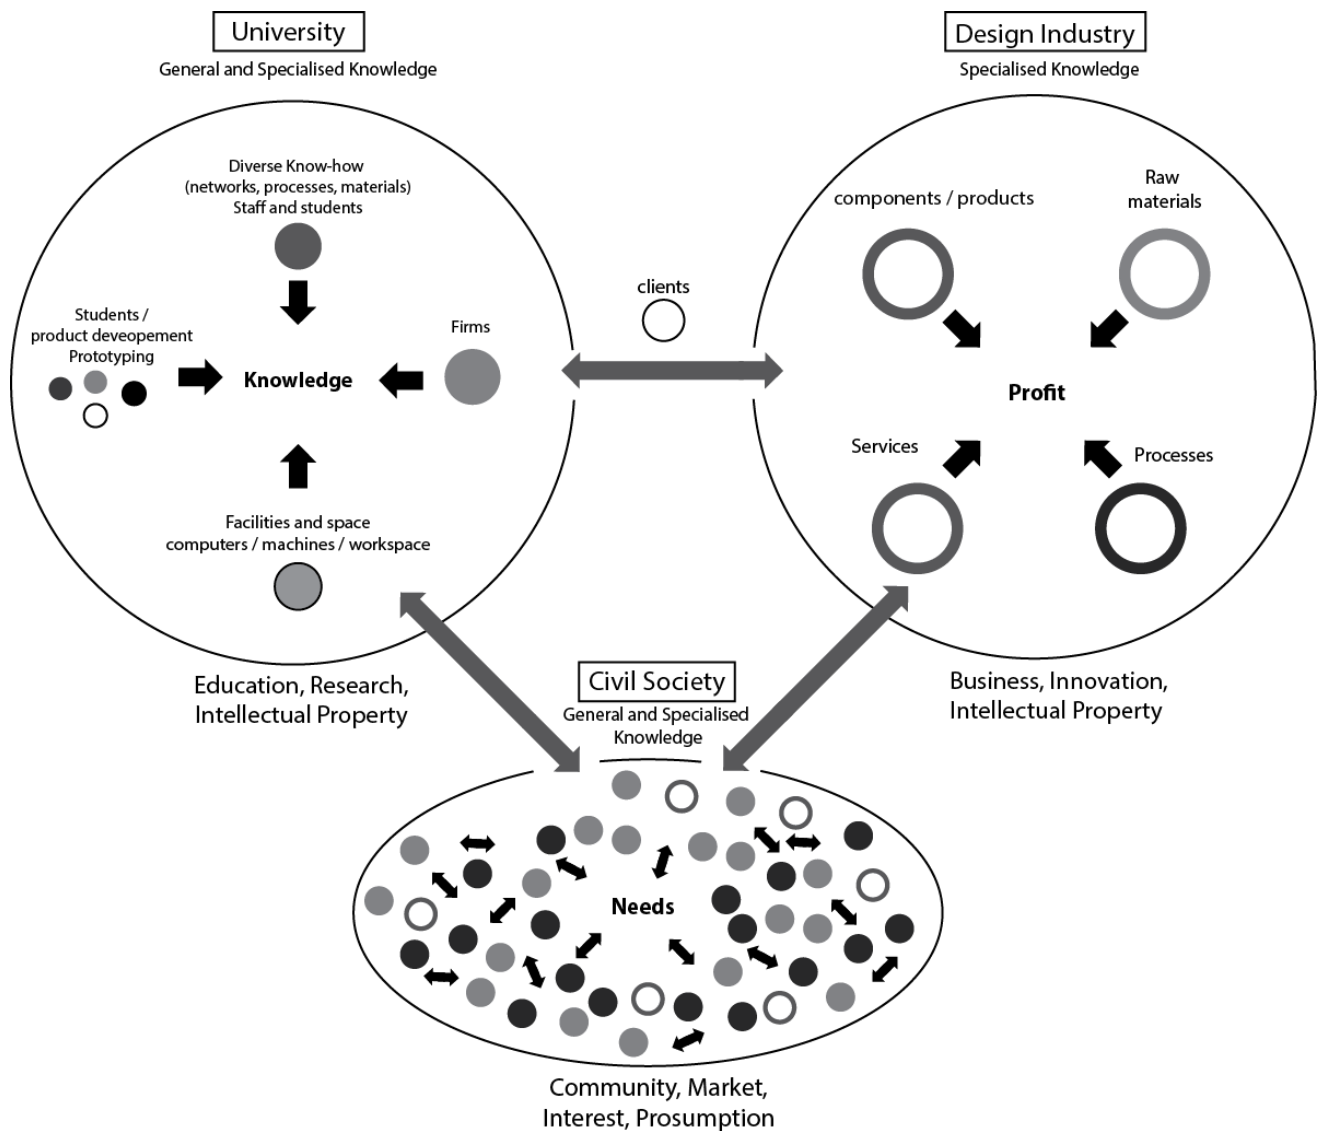 University
General and Specialised Knowledge
Diverse Know-how
(networks, processes, materials)
Staff and students
Students /
product deveopement
Prototyping
Firms
Knowledge
Facilities and space
computers / machines / workspace
Education, Research,
Intellectual Property
clients
Design Industry
Specialised Knowledge
components / products
Raw
materials
Profit
Services
Processes
Business, Innovation,
Intellectual Property
Civil Society
General and Specialised
Knowledge
Needs
Community, Market,
Interest, Prosumption